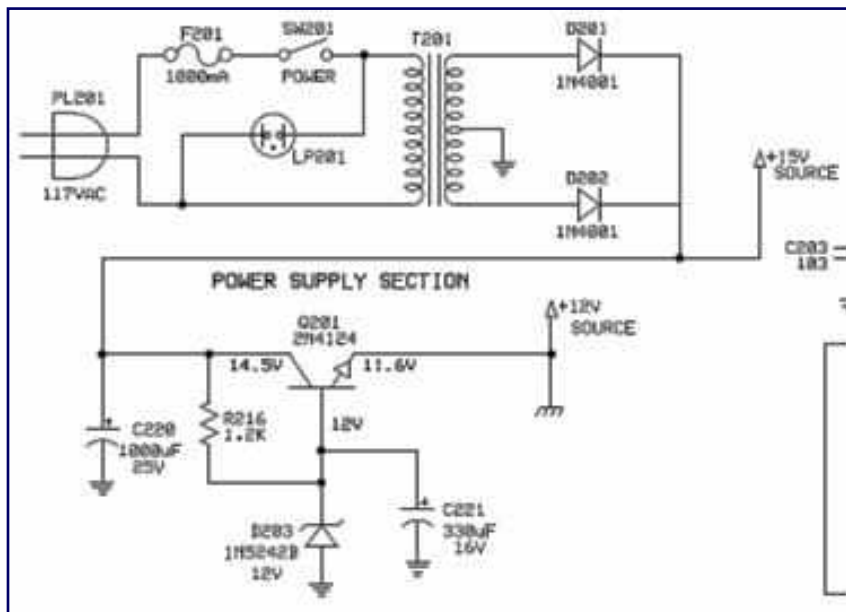 F201
1000mA
SW201
POWER
T201
D201
1N4001
PL201
117VAC
LP201
D202
1N4001
+15V
SOURCE
C203
103
POWER SUPPLY SECTION
+12V
SOURCE
Q201
2N4124
14.5V
11.6V
12V
R216
1.2K
C220
1000uF
25V
C221
330uF
16V
D203
1N5242B
12V